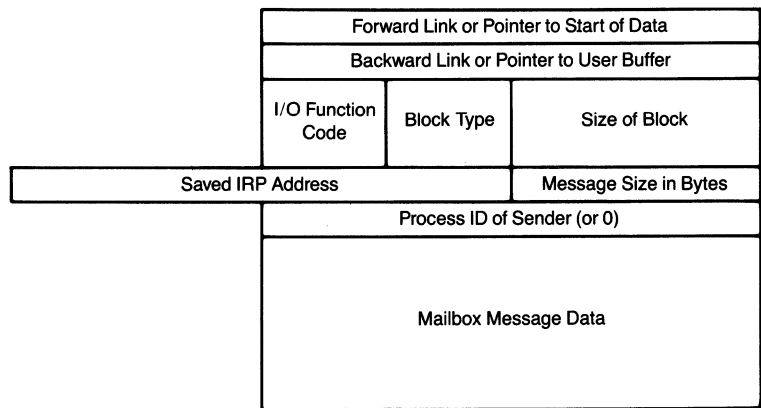 Forward Link or Pointer to Start of Data
Backward Link or Pointer to User Buffer
I/O Function
Code
Block Type
Size of Block
Saved IRP Address
Message Size in Bytes
Process ID of Sender (or 0)
Mailbox Message Data